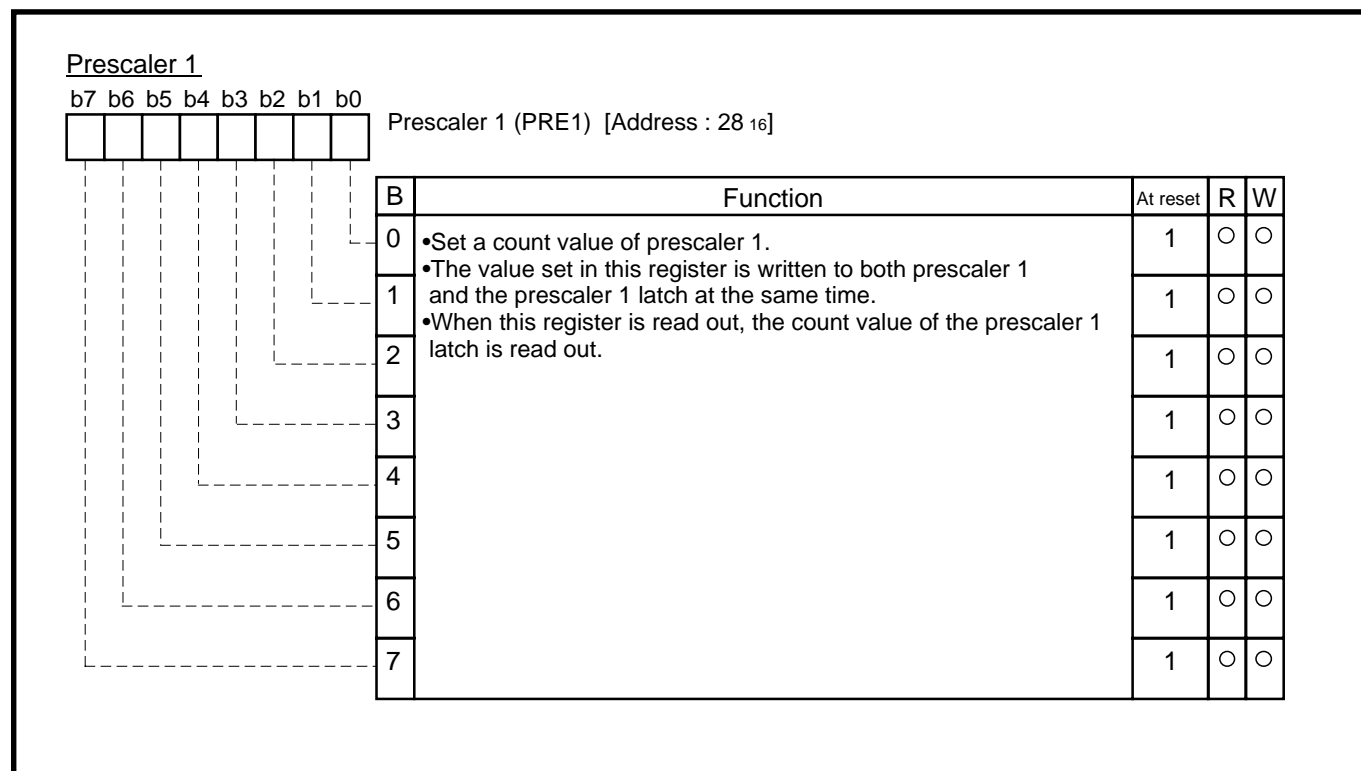 Prescaler 1
b7 b6 b5 b4 b3 b2 b1 b0
Prescaler 1 (PRE1) [Address : 28 16]
B Function At reset R W
0 •Set a count value of prescaler 1. 1 ○ ○
•The value set in this register is written to both prescaler 1
1 and the prescaler 1 latch at the same time. 1 ○ ○
•When this register is read out, the count value of the prescaler 1
2 latch is read out. 1 ○ ○
3 1 ○ ○
4 1 ○ ○
5 1 ○ ○
6 1 ○ ○
7 1 ○ ○